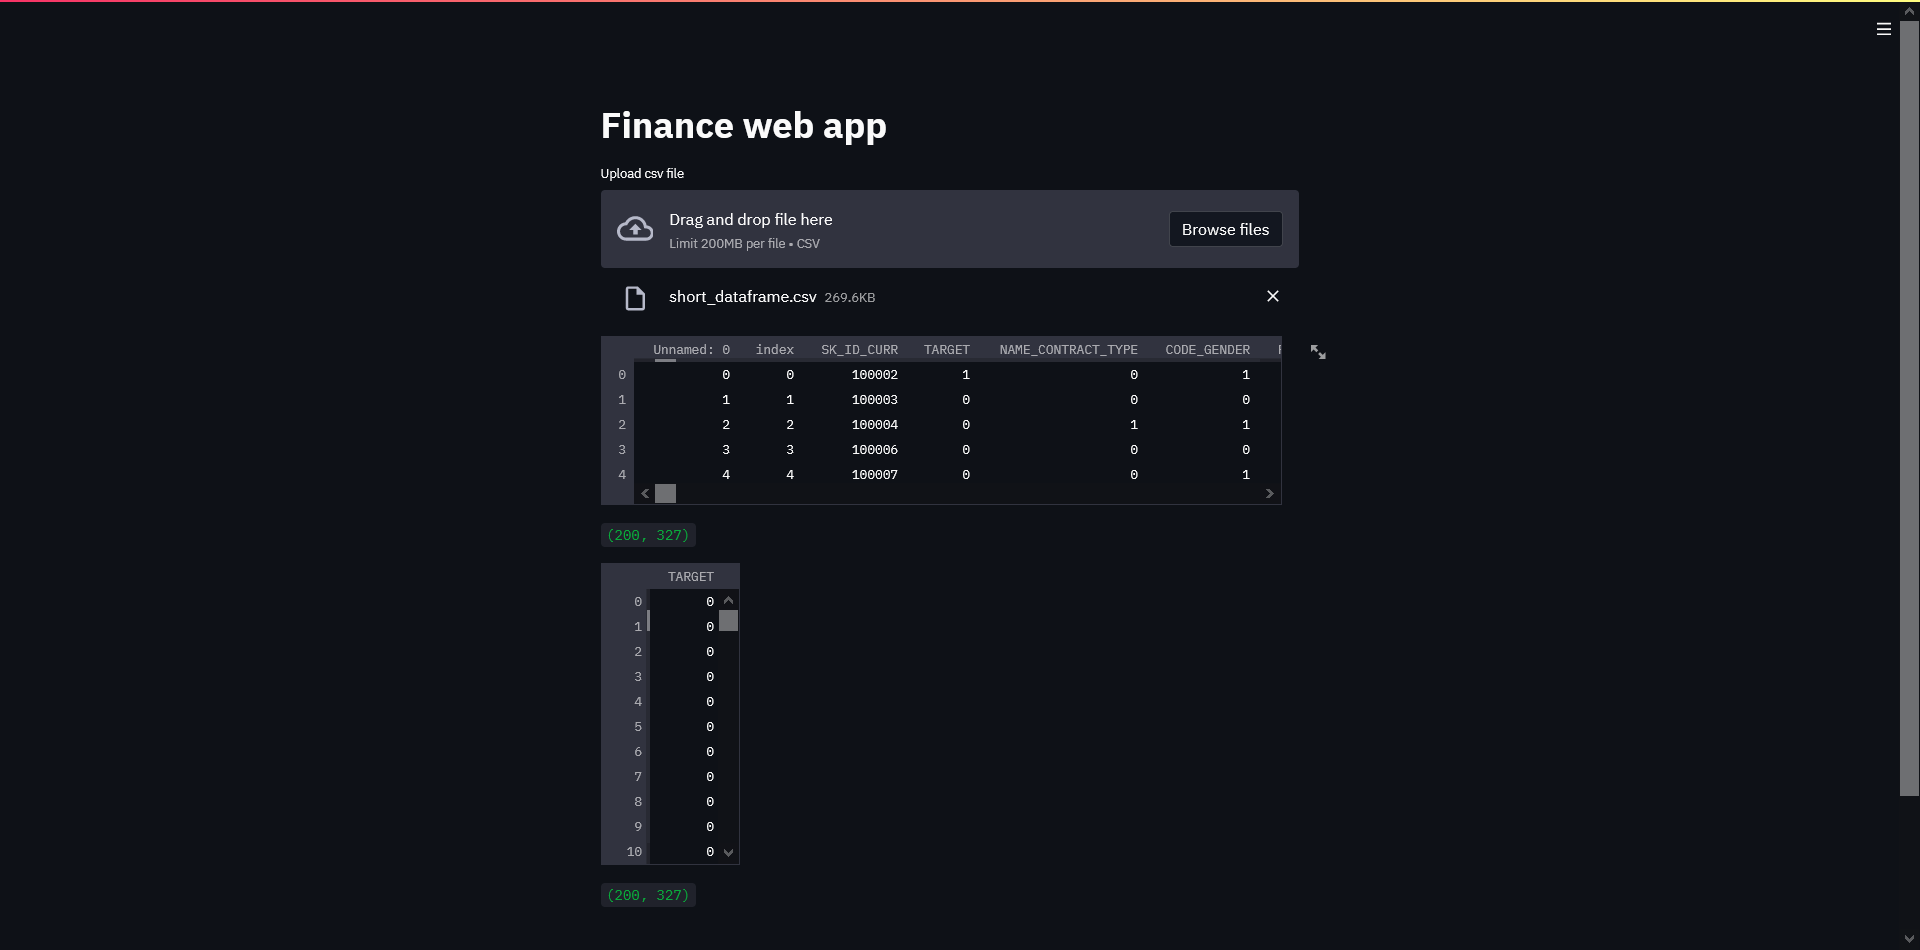 Finance web app
Upload csv file
Drag and drop file here
Limit 200MB per file • CSV
Browse files
short_dataframe.csv 269.6KB
Unnamed: 0 index SK_ID_CURR TARGET NAME_CONTRACT_TYPE CODE_GENDER
0 0 0 100002 1 0 1
1 1 1 100003 0 0 0
2 2 2 100004 0 1 1
3 3 3 100006 0 0 0
4 4 4 100007 0 0 1
(200, 327)
TARGET
0 0
1 0
2 0
3 0
4 0
5 0
6 0
7 0
8 0
9 0
10 0
(200, 327)